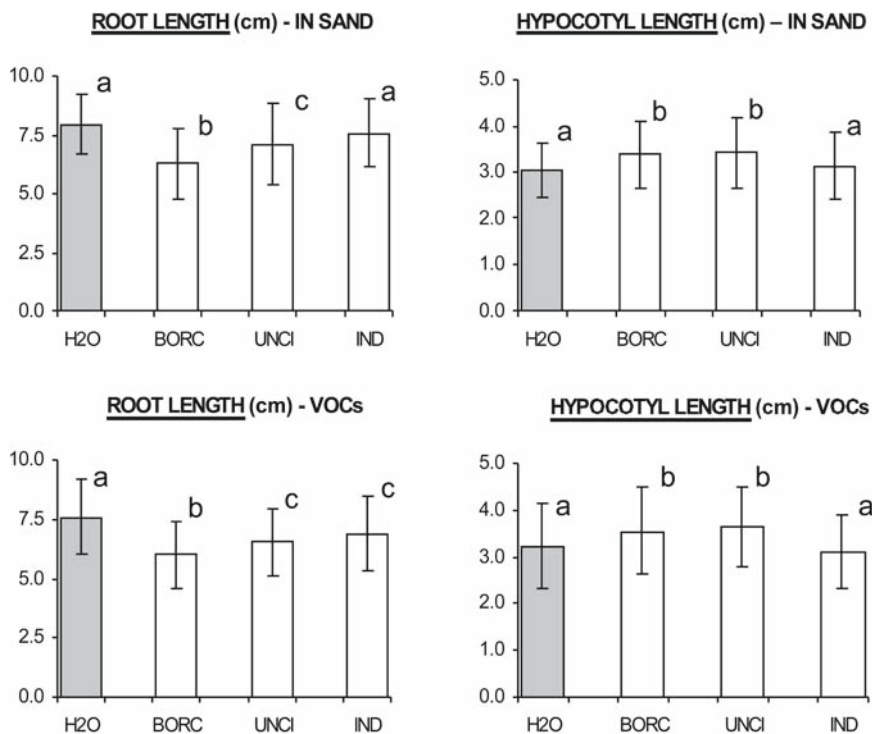 ROOT LENGTH (cm) - IN SAND
10.0
7.5
5.0
2.5
0.0
a
b
c
a
H2O BORC UNCI IND
HYPOCOTYL LENGTH (cm) – IN SAND
5.0
4.0
3.0
2.0
1.0
0.0
a
b
b
a
H2O BORC UNCI IND
ROOT LENGTH (cm) - VOCs
10.0
7.5
5.0
2.5
0.0
a
b
c
c
H2O BORC UNCI IND
HYPOCOTYL LENGTH (cm) - VOCs
5.0
4.0
3.0
2.0
1.0
0.0
a
b
b
a
H2O BORC UNCI IND